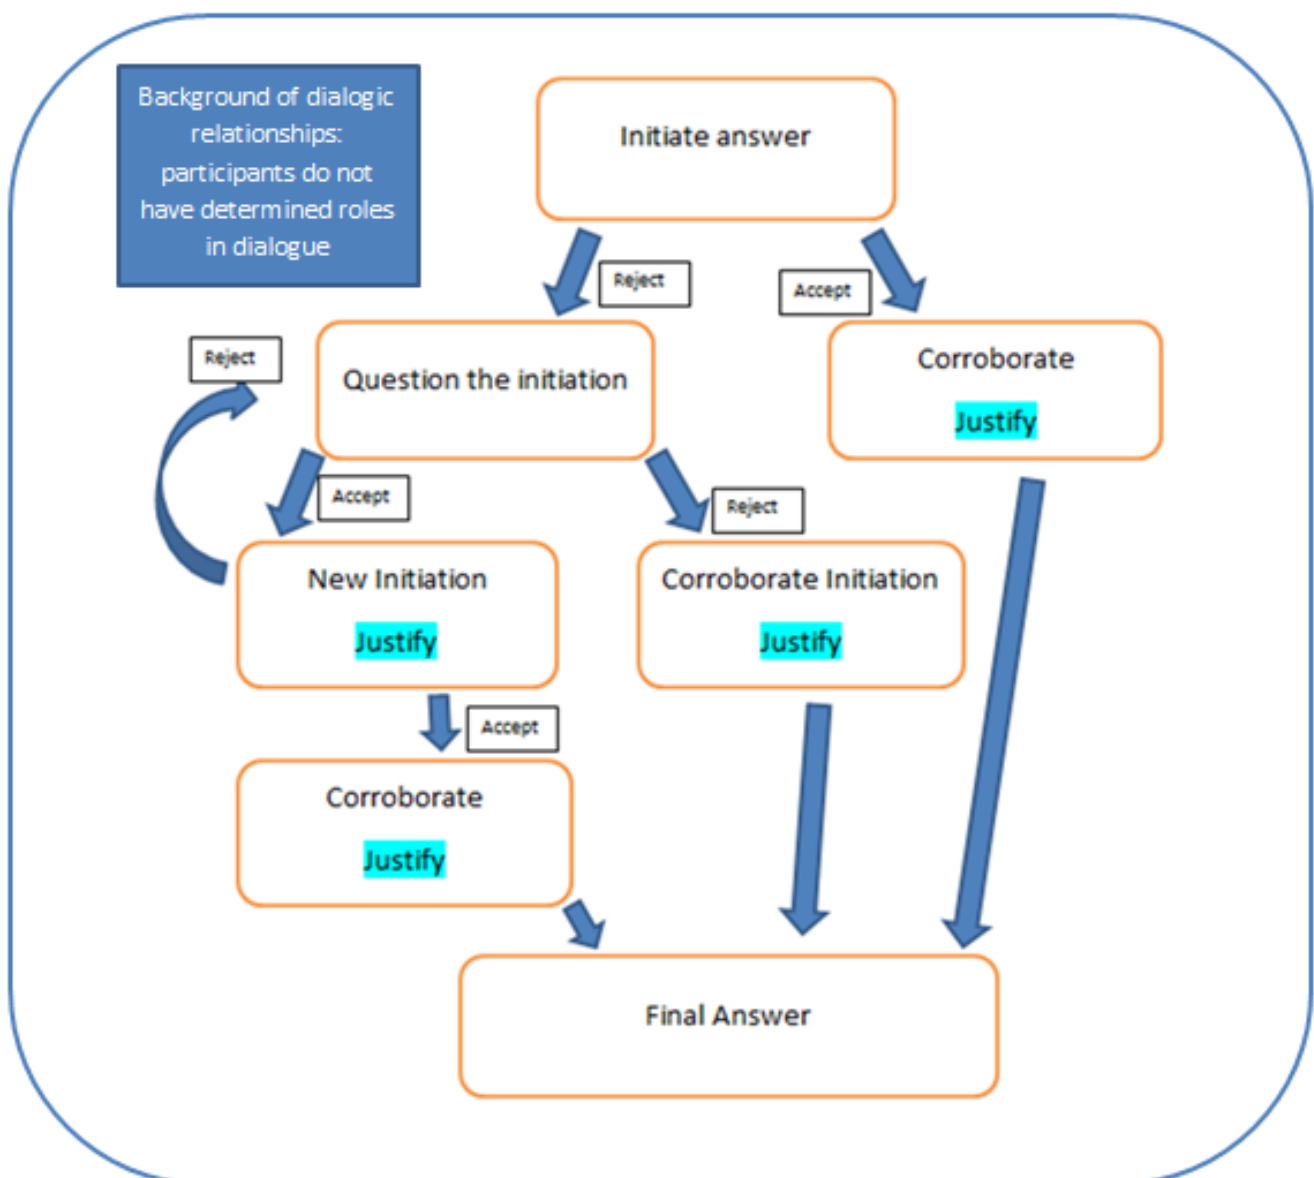 Background of dialogic
relationships:
participants do not
have determined roles
in dialogue
Initiate answer
Reject
Accept
Reject
Question the initiation
Corroborate
Justify
Accept
Reject
New Initiation
Justify
Corroborate Initiation
Justify
Accept
Corroborate
Justify
Final Answer